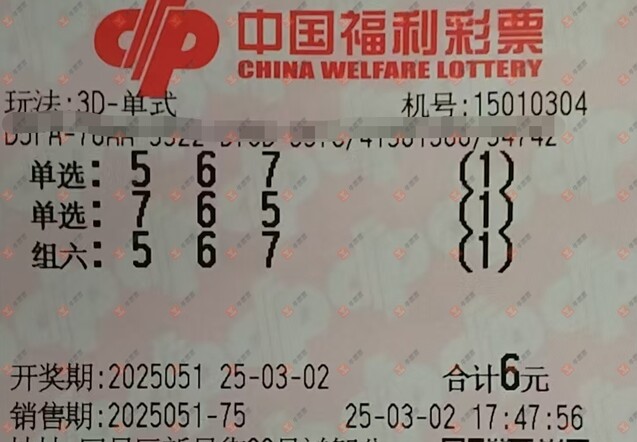 中国福利彩票
CHINA WELFARE LOTTERY
玩法:3D-单式 机号:15010304
单选: 5 6 7 (1)
单选: 7 6 5 (1)
组六: 5 6 7 (1)
开奖期:2025051 25-03-02 合计6元
销售期:2025051-75 25-03-02 17:47:56